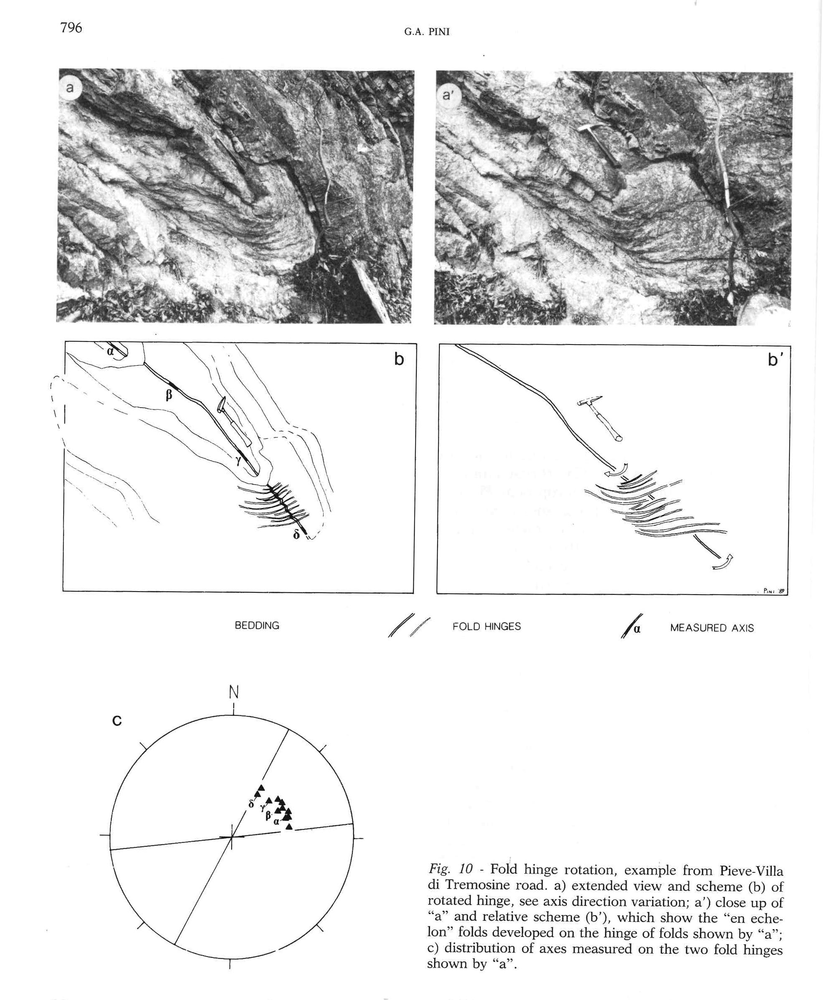 796
G.A. PINI
a
a'
b
α
β
γ
δ
b'
PINI '89
BEDDING
FOLD HINGES
α
MEASURED AXIS
N
c
δ
γ
β
α
Fig. 10 - Fold hinge rotation, example from Pieve-Villa
di Tremosine road. a) extended view and scheme (b) of
rotated hinge, see axis direction variation; a') close up of
“a” and relative scheme (b'), which show the “en eche-
lon” folds developed on the hinge of folds shown by “a”;
c) distribution of axes measured on the two fold hinges
shown by “a”.